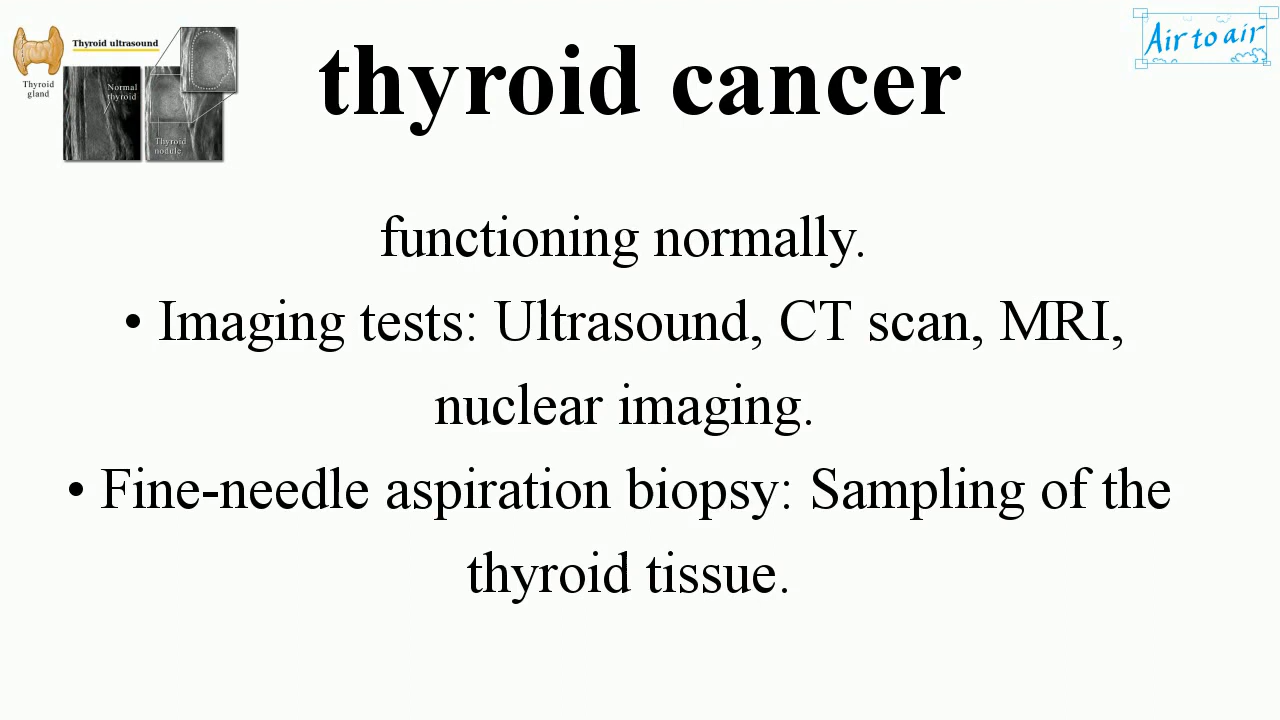 Thyroid ultrasound
Thyroid
gland
Normal
thyroid
Thyroid
nodule
thyroid cancer
Air to air
functioning normally.
• Imaging tests: Ultrasound, CT scan, MRI,
nuclear imaging.
• Fine-needle aspiration biopsy: Sampling of the
thyroid tissue.